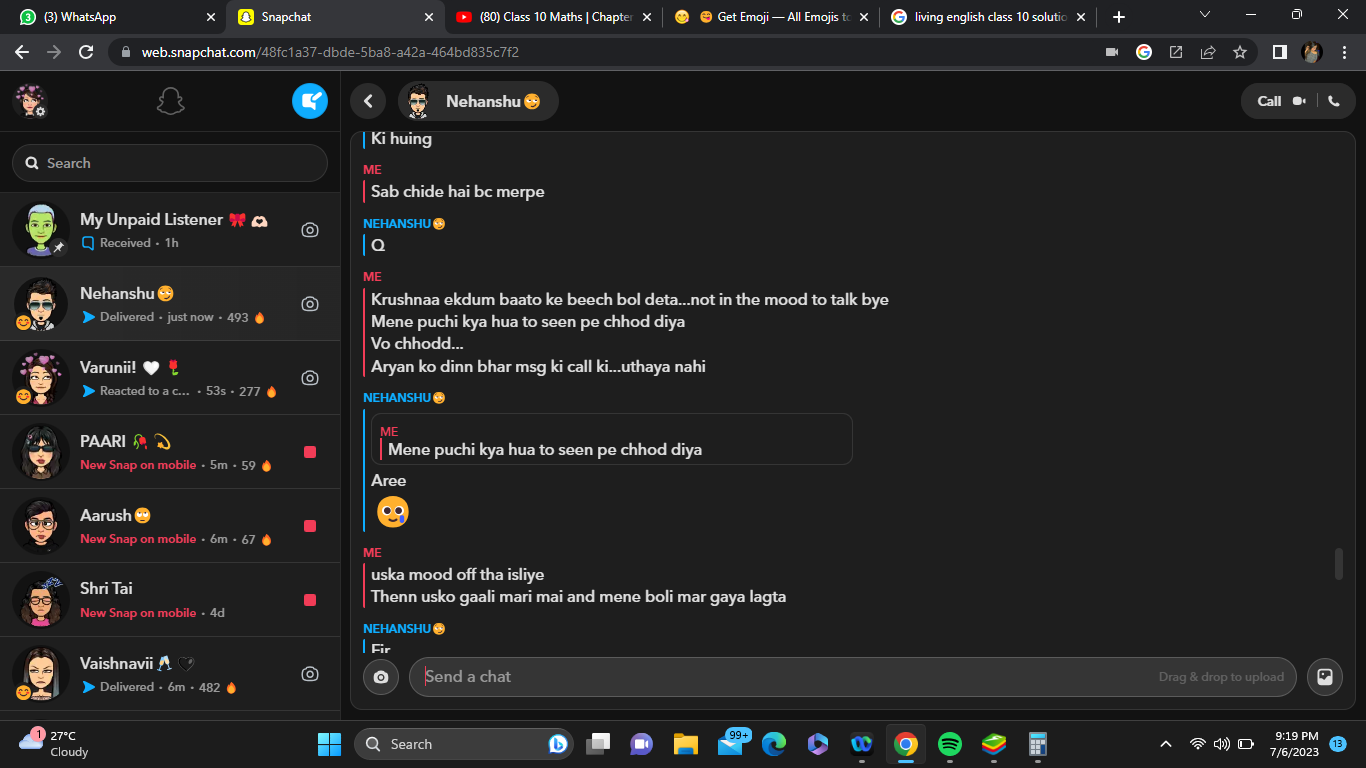 (3) WhatsApp
Snapchat
(80) Class 10 Maths | Chapter
😋 Get Emoji — All Emojis to
living english class 10 solutio
web.snapchat.com/48fc1a37-dbde-5ba8-a42a-464bd835c7f2
Nehanshu🙄
Call
Search
My Unpaid Listener 🎀 🫶🏻
Received · 1h
Nehanshu🙄
Delivered · just now · 493 🔥
Varunii! 🤍 🌹
Reacted to a c... · 53s · 277 🔥
PAARI 🥀 💫
New Snap on mobile · 5m · 59 🔥
Aarush🙄
New Snap on mobile · 6m · 67 🔥
Shri Tai
New Snap on mobile · 4d
Vaishnavii🥂 🖤
Delivered · 6m · 482 🔥
Ki huing
ME
Sab chide hai bc merpe
NEHANSHU🙄
Q
ME
Krushnaa ekdum baato ke beech bol deta...not in the mood to talk bye
Mene puchi kya hua to seen pe chhod diya
Vo chhodd...
Aryan ko dinn bhar msg ki call ki...uthaya nahi
NEHANSHU🙄
ME
Mene puchi kya hua to seen pe chhod diya
Aree
🥲
ME
uska mood off tha isliye
Thenn usko gaali mari mai and mene boli mar gaya lagta
NEHANSHU🙄
Fir
Send a chat
Drag & drop to upload
1
27°C
Cloudy
Search
99+
9:19 PM
7/6/2023
13